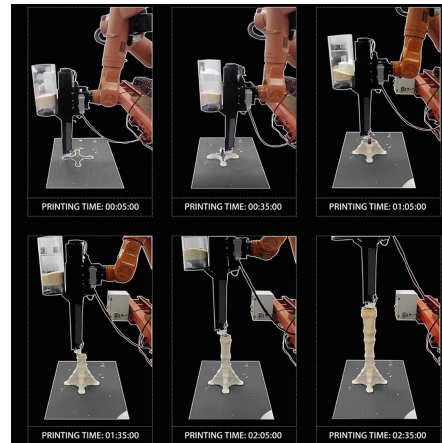 PRINTING TIME: 00:05:00
PRINTING TIME: 00:35:00
PRINTING TIME: 01:05:00
PRINTING TIME: 01:35:00
PRINTING TIME: 02:05:00
PRINTING TIME: 02:35:00